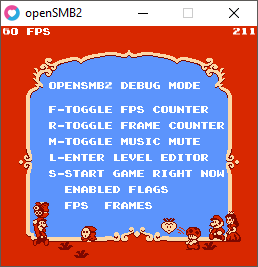 openSMB2
60 FPS 211
OPENSMB2 DEBUG MODE
F-TOGGLE FPS COUNTER
R-TOGGLE FRAME COUNTER
M-TOGGLE MUSIC MUTE
L-ENTER LEVEL EDITOR
S-START GAME RIGHT NOW
ENABLED FLAGS
FPS FRAMES